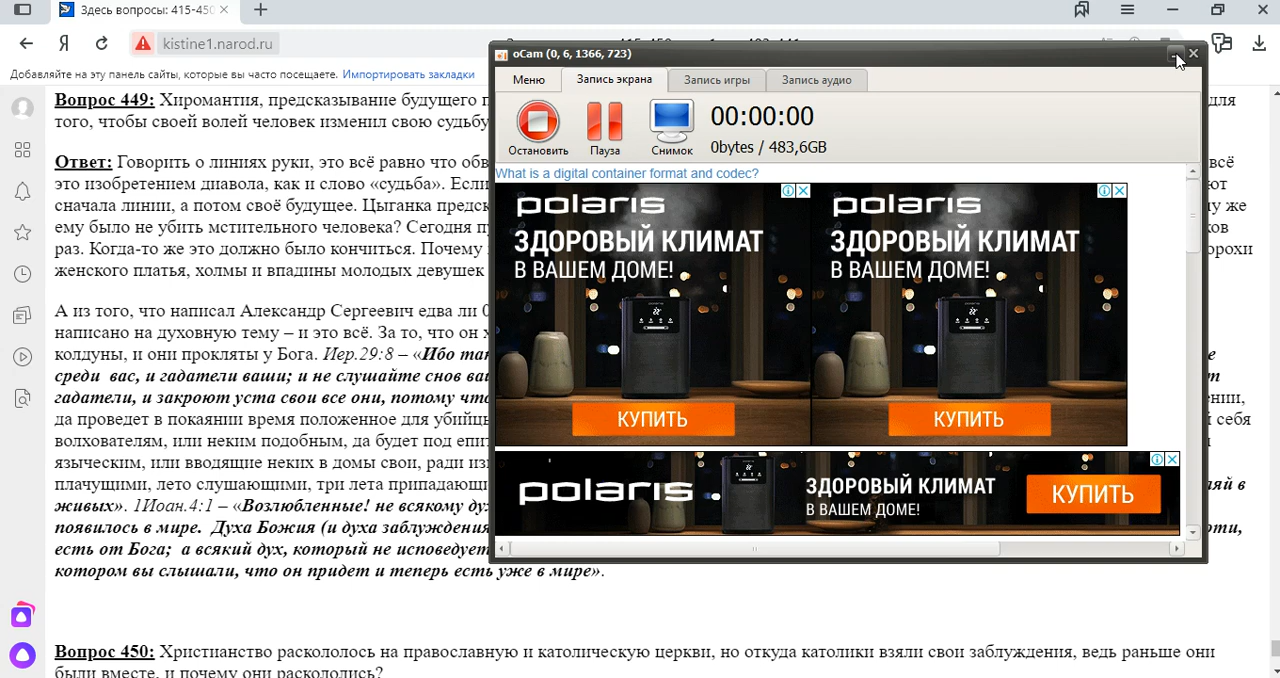 Здесь вопросы: 415-450
kistine1.narod.ru
Добавляйте на эту панель сайты, которые вы часто посещаете. Импортировать закладки
oCam (0, 6, 1366, 723)
Меню
Запись экрана
Запись игры
Запись аудио
Остановить
Пауза
Снимок
00:00:00
0bytes / 483,6GB
What is a digital container format and codec?
polaris
ЗДОРОВЫЙ КЛИМАТ
В ВАШЕМ ДОМЕ!
КУПИТЬ
polaris
ЗДОРОВЫЙ КЛИМАТ
В ВАШЕМ ДОМЕ!
КУПИТЬ
polaris
ЗДОРОВЫЙ КЛИМАТ
В ВАШЕМ ДОМЕ!
КУПИТЬ
Вопрос 449: Хиромантия, предсказывание будущего для
того, чтобы своей волей человек изменил свою судьбу
Ответ: Говорить о линиях руки, это всё равно что всё
это изобретением диавола, как и слово «судьба».
сначала линии, а потом своё будущее. Цыганка же
ему было не убить мстительного человека? Сегодня
раз. Когда-то же это должно было кончиться. Почему
женского платья, холмы и впадины молодых девушек
А из того, что написал Александр Сергеевич едва ли
написано на духовную тему – и это всё. За то, что он
колдуны, и они прокляты у Бога. Иер.29:8 – «Ибо
среди вас, и гадатели ваши; и не слушайте снов
гадатели, и закроют уста свои все они, потому
да проведет в покаянии время положенное для себя
волхователям, или неким подобным, да будет под и
языческим, или вводящие неких в домы свои, ради
плачущими, лето слушающими, три лета в
живых». 1Иоан.4:1 – «Возлюбленные! не всякому
появилось в мире. Духа Божия (и духа заблуждения
есть от Бога; а всякий дух, который не исповедует
котором вы слышали, что он придет и теперь есть уже в мире».
Вопрос 450: Христианство раскололось на православную и католическую церкви, но откуда католики взяли свои заблуждения, ведь раньше они
были вместе, и почему они раскололись?